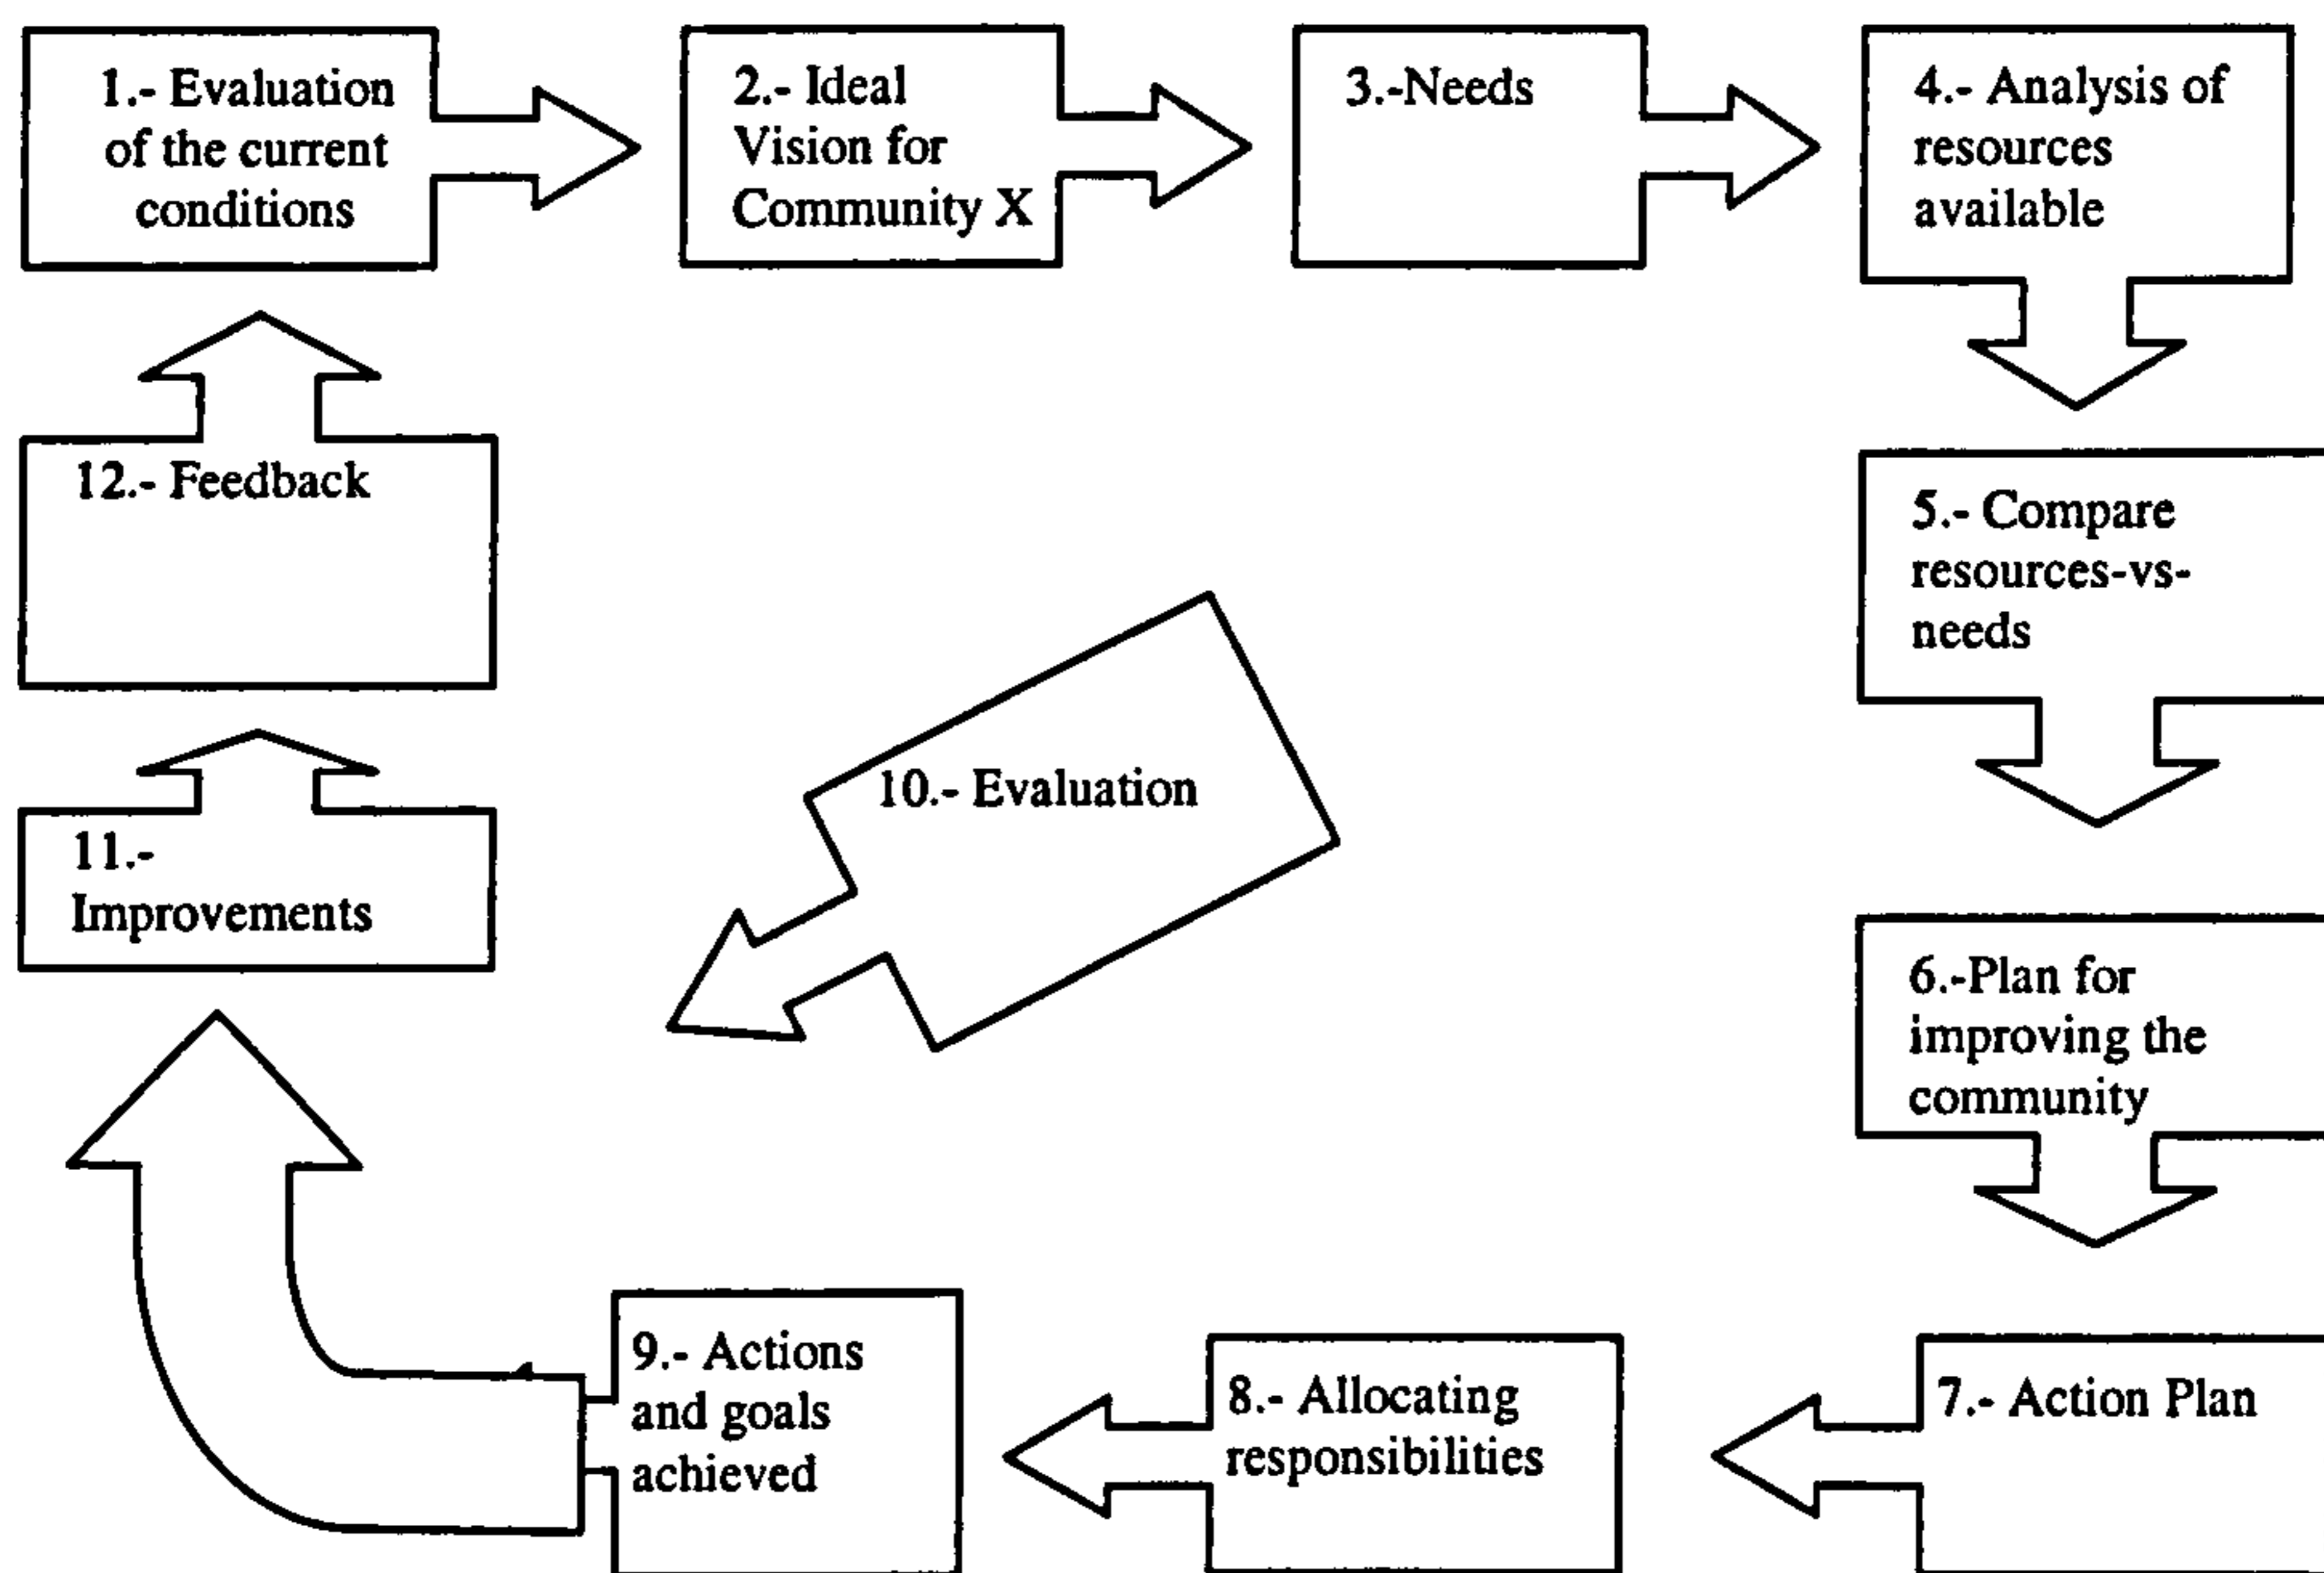 1.- Evaluation
of the current
conditions
2.- Ideal
Vision for
Community X
3.-Needs
4.- Analysis of
resources
available
5.- Compare
resources-vs-
needs
6.-Plan for
improving the
community
7.- Action Plan
8.- Allocating
responsibilities
9.- Actions
and goals
achieved
10.- Evaluation
11.-
Improvements
12.- Feedback